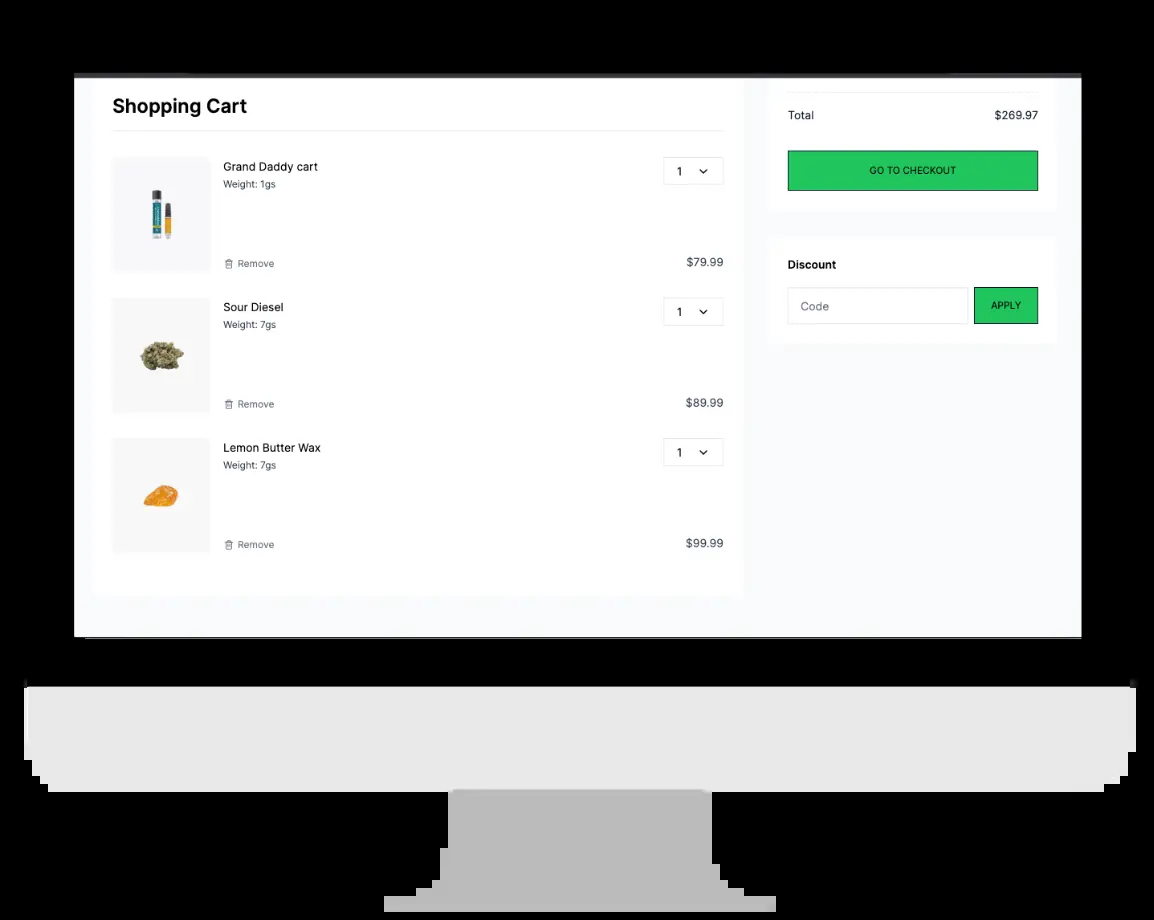 Shopping Cart
Grand Daddy cart
1
Weight: 1gs
Remove
$79.99
Sour Diesel
1
Weight: 7gs
Remove
$89.99
Lemon Butter Wax
1
Weight: 7gs
Remove
$99.99
Total
$269.97
GO TO CHECKOUT
Discount
Code
APPLY